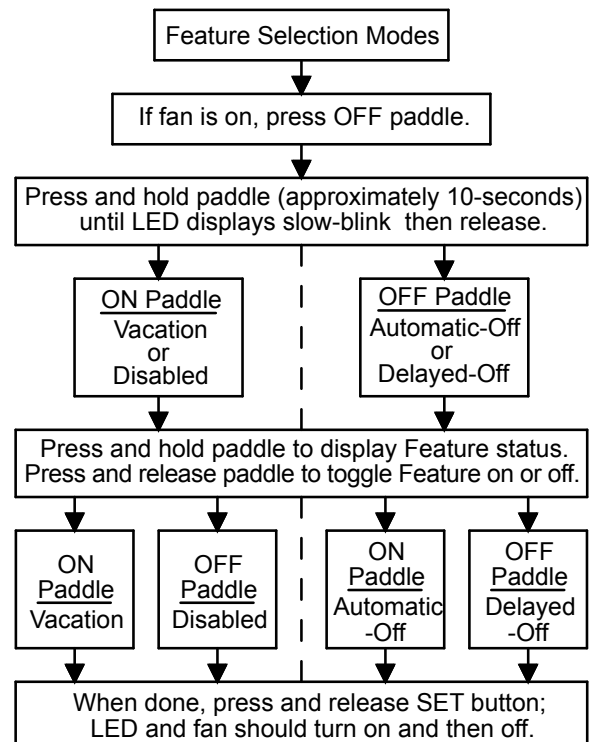 Feature Selection Modes
If fan is on, press OFF paddle.
Press and hold paddle (approximately 10-seconds)
until LED displays slow-blink then release.
ON Paddle
Vacation
or
Disabled
OFF Paddle
Automatic-Off
or
Delayed-Off
Press and hold paddle to display Feature status.
Press and release paddle to toggle Feature on or off.
ON
Paddle
Vacation
OFF
Paddle
Disabled
ON
Paddle
Automatic
-Off
OFF
Paddle
Delayed
-Off
When done, press and release SET button;
LED and fan should turn on and then off.